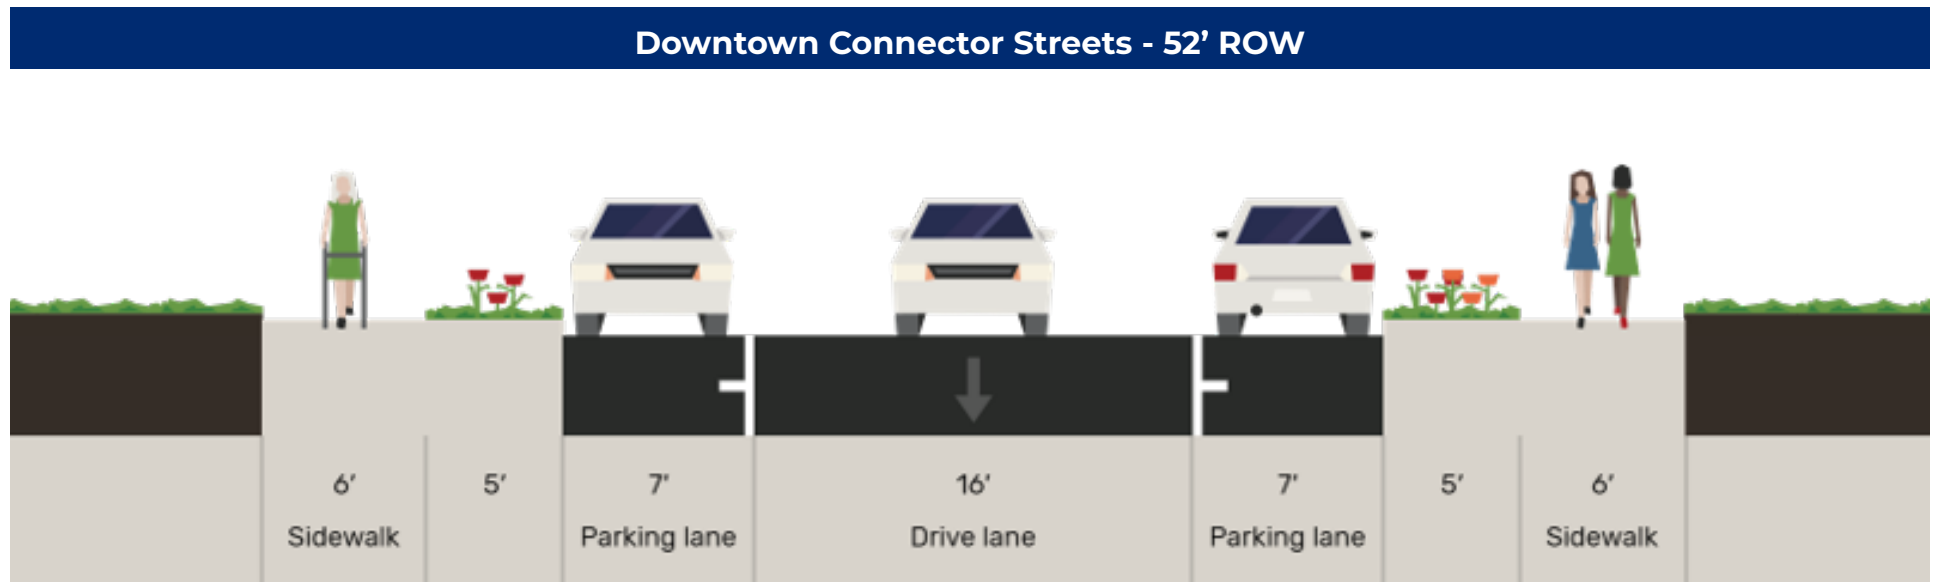 Downtown Connector Streets - 52’ ROW
6’ 5’ 7’ 16’ 7’ 5’ 6’
Sidewalk Parking lane Drive lane Parking lane Sidewalk